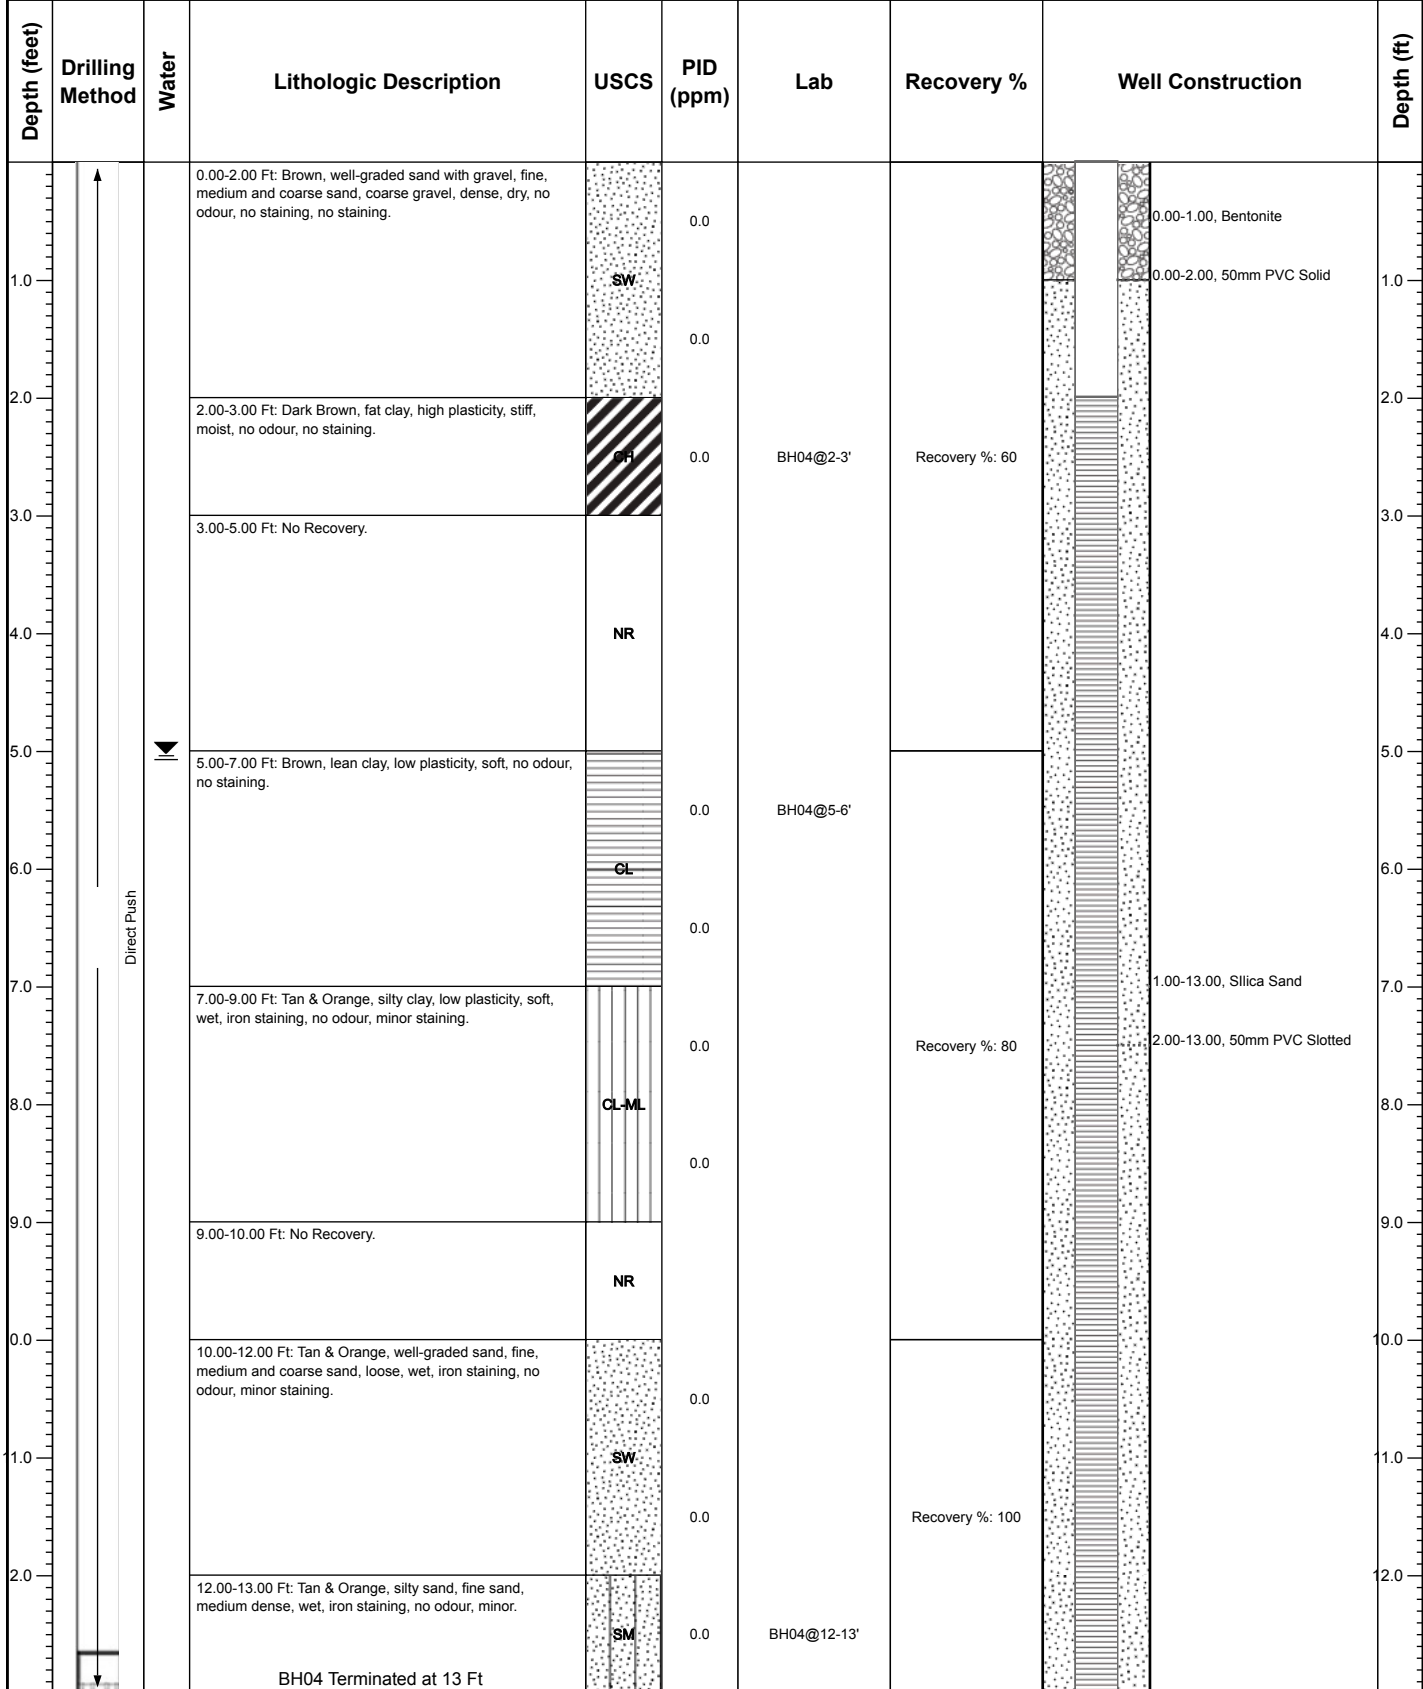 Depth (feet)
Drilling Method
Water
Lithologic Description
USCS
PID (ppm)
Lab
Recovery %
Well Construction
Depth (ft)
0.00-2.00 Ft: Brown, well-graded sand with gravel, fine,
medium and coarse sand, coarse gravel, dense, dry, no
odour, no staining, no staining.
0.0
0.00-1.00, Bentonite
0.00-2.00, 50mm PVC Solid
1.0
SW
1.0
0.0
2.0
2.0
2.00-3.00 Ft: Dark Brown, fat clay, high plasticity, stiff,
moist, no odour, no staining.
CH
0.0
BH04@2-3'
Recovery %: 60
3.0
3.0
3.00-5.00 Ft: No Recovery.
4.0
NR
4.0
5.0
5.0
5.00-7.00 Ft: Brown, lean clay, low plasticity, soft, no odour,
no staining.
0.0
BH04@5-6'
6.0
CL
6.0
Direct Push
0.0
1.00-13.00, SIlica Sand
7.0
7.0
7.00-9.00 Ft: Tan & Orange, silty clay, low plasticity, soft,
wet, iron staining, no odour, minor staining.
0.0
Recovery %: 80
2.00-13.00, 50mm PVC Slotted
8.0
CL-ML
8.0
0.0
9.0
9.0
9.00-10.00 Ft: No Recovery.
NR
0.0
10.0
10.00-12.00 Ft: Tan & Orange, well-graded sand, fine,
medium and coarse sand, loose, wet, iron staining, no
odour, minor staining.
0.0
11.0
SW
11.0
0.0
Recovery %: 100
2.0
12.0
12.00-13.00 Ft: Tan & Orange, silty sand, fine sand,
medium dense, wet, iron staining, no odour, minor.
SM
0.0
BH04@12-13'
BH04 Terminated at 13 Ft